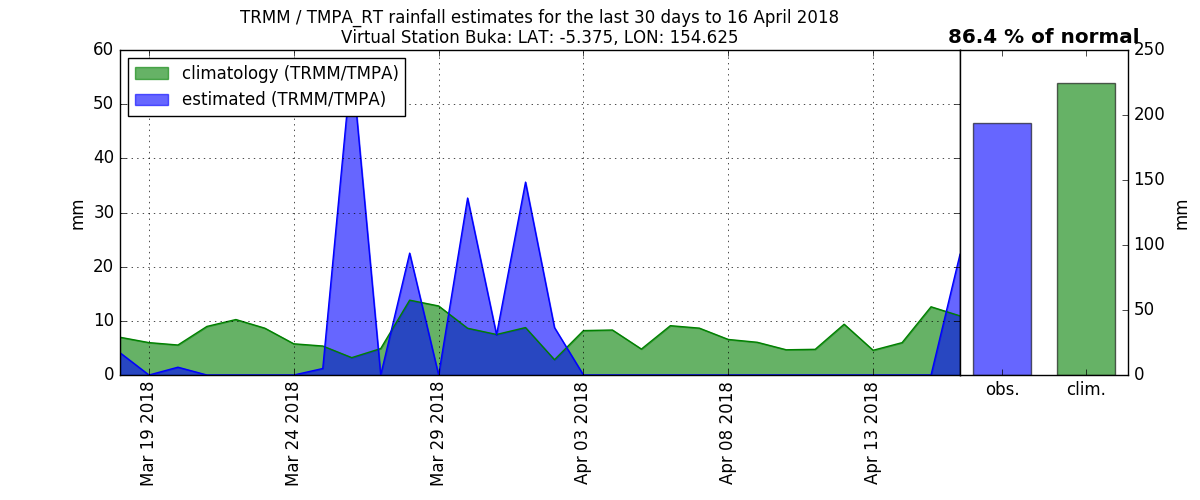 TRMM / TMPA_RT rainfall estimates for the last 30 days to 16 April 2018
Virtual Station Buka: LAT: -5.375, LON: 154.625
86.4 % of normal
climatology (TRMM/TMPA)
estimated (TRMM/TMPA)
60
50
40
30
20
10
0
mm
Mar 19 2018
Mar 24 2018
Mar 29 2018
Apr 03 2018
Apr 08 2018
Apr 13 2018
250
200
150
100
50
0
mm
obs.
clim.